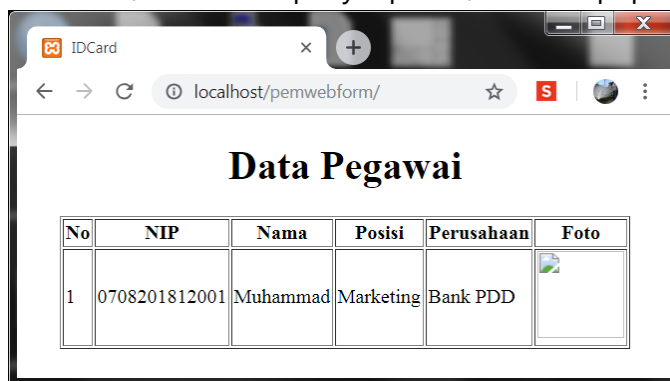 IDCard
localhost/pemwebform/
S
Data Pegawai
No NIP Nama Posisi Perusahaan Foto
1 0708201812001 Muhammad Marketing Bank PDD